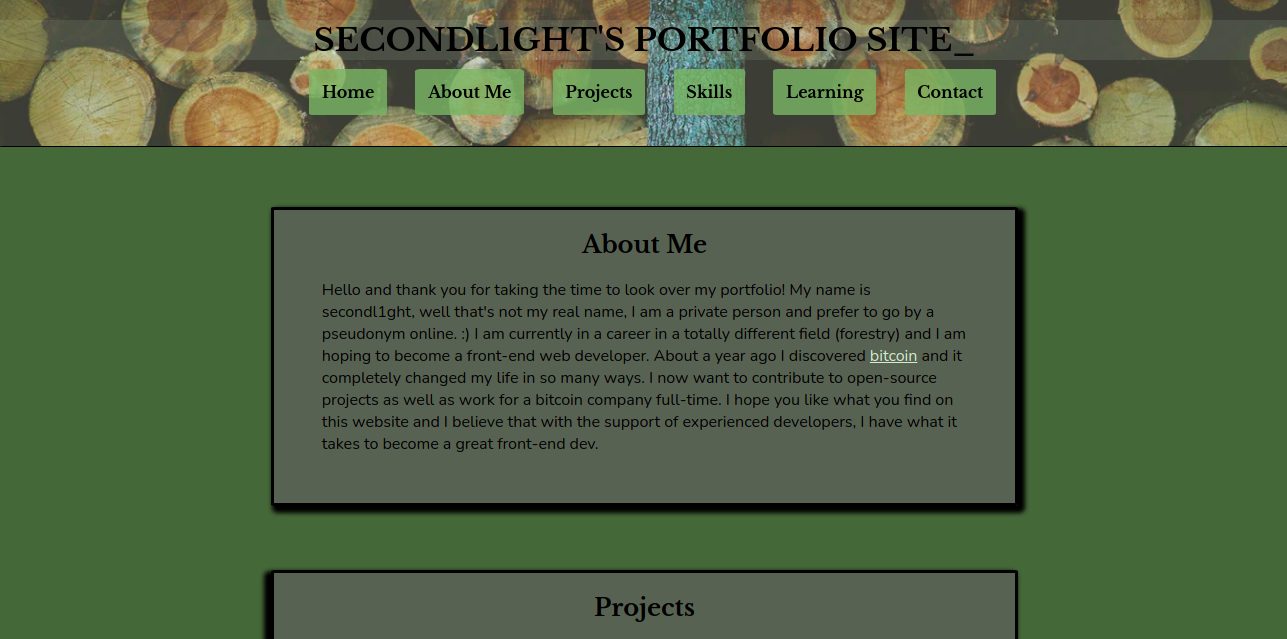 SECONDL1GHT'S PORTFOLIO SITE_
Home About Me Projects Skills Learning Contact
About Me
Hello and thank you for taking the time to look over my portfolio! My name is
secondl1ght, well that's not my real name, I am a private person and prefer to go by a
pseudonym online. :) I am currently in a career in a totally different field (forestry) and I am
hoping to become a front-end web developer. About a year ago I discovered bitcoin and it
completely changed my life in so many ways. I now want to contribute to open-source
projects as well as work for a bitcoin company full-time. I hope you like what you find on
this website and I believe that with the support of experienced developers, I have what it
takes to become a great front-end dev.
Projects